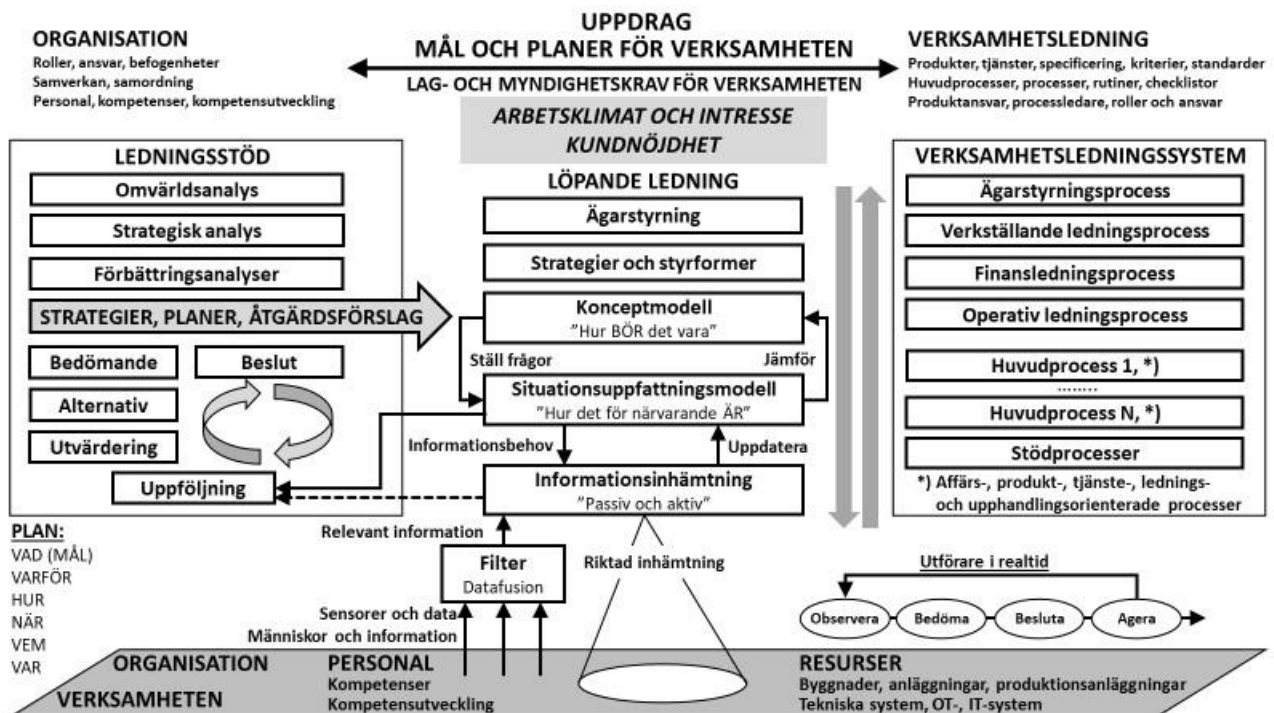 UPPDRAG
MÅL OCH PLANER FÖR VERKSAMHETEN
LAG- OCH MYNDIGHETSKRAV FÖR VERKSAMHETEN
ORGANISATION
Roller, ansvar, befogenheter
Samverkan, samordning
Personal, kompetenser, kompetensutveckling
VERKSAMHETSLEDNING
Produkter, tjänster, specificering, kriterier, standarder
Huvudprocesser, processer, rutiner, checklistor
Produktansvar, processledare, roller och ansvar
ARBETSKLIMAT OCH INTRESSE
KUNDNÖJDHET
LEDNINGSSTÖD
Omvärldsanalys
Strategisk analys
Förbättringsanalyser
STRATEGIER, PLANER, ÅTGÄRDSFÖRSLAG
Bedömande
Beslut
Alternativ
Utvärdering
Uppföljning
LÖPANDE LEDNING
Ägarstyrning
Strategier och styrformer
Konceptmodell
"Hur BÖR det vara"
Ställ frågor
Jämför
Situationsuppfattningsmodell
"Hur det för närvarande ÄR"
Informationsbehov
Uppdatera
Informationsinhämtning
"Passiv och aktiv"
Relevant information
Filter
Datafusion
Riktad inhämtning
Sensorer och data
Människor och information
VERKSAMHETSLEDNINGSSYSTEM
Ägarstyrningsprocess
Verkställande ledningsprocess
Finansledningsprocess
Operativ ledningsprocess
Huvudprocess 1, *)
........
Huvudprocess N, *)
Stödprocesser
*) Affärs-, produkt-, tjänste-, lednings-
och upphandlingsorienterade processer
PLAN:
VAD (MÅL)
VARFÖR
HUR
NÄR
VEM
VAR
Utförare i realtid
Observera
Bedöma
Besluta
Agera
ORGANISATION
VERKSAMHETEN
PERSONAL
Kompetenser
Kompetensutveckling
RESURSER
Byggnader, anläggningar, produktionsanläggningar
Tekniska system, OT-, IT-system